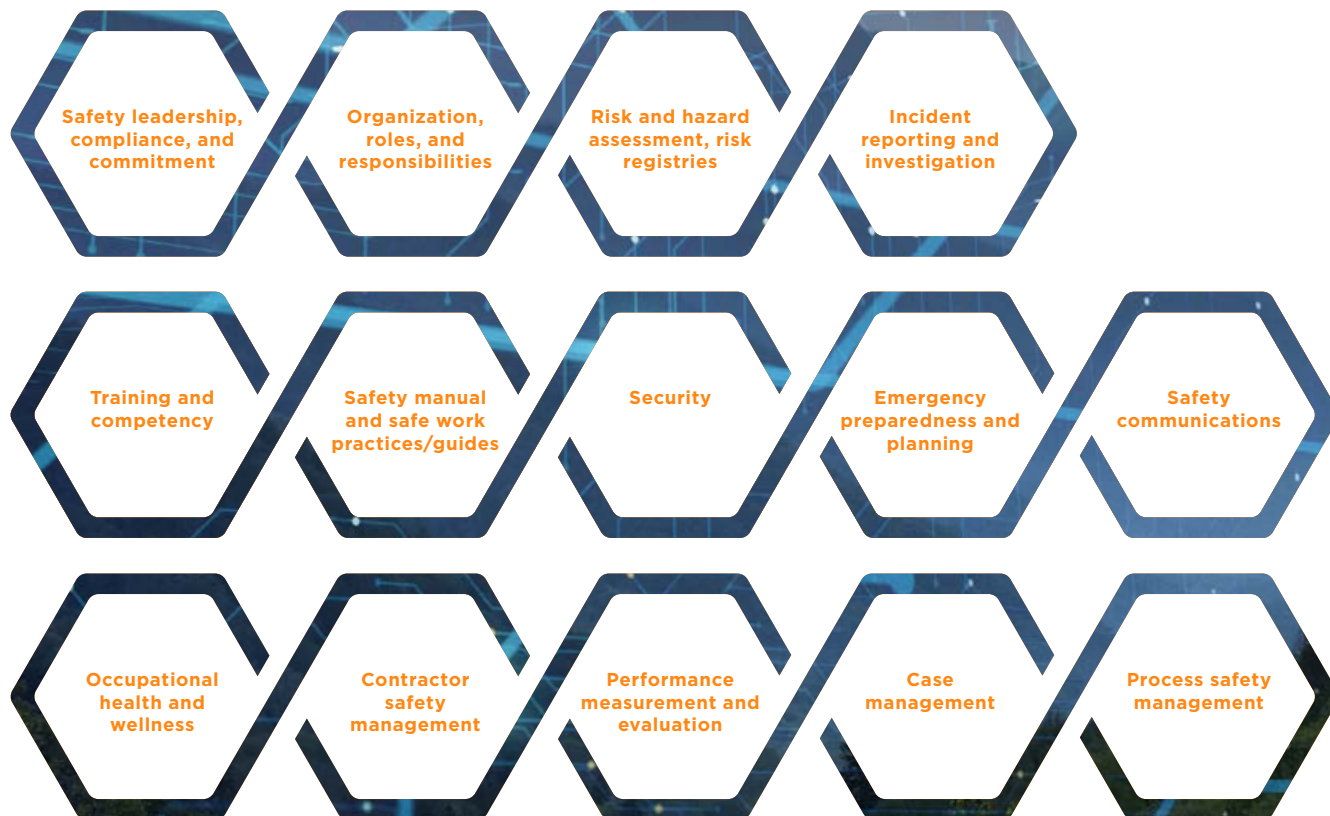 Safety leadership,
compliance, and
commitment
Organization,
roles, and
responsibilities
Risk and hazard
assessment, risk
registries
Incident
reporting and
investigation
Training and
competency
Safety manual
and safe work
practices/guides
Security
Emergency
preparedness and
planning
Safety
communications
Occupational
health and
wellness
Contractor
safety
management
Performance
measurement and
evaluation
Case
management
Process safety
management